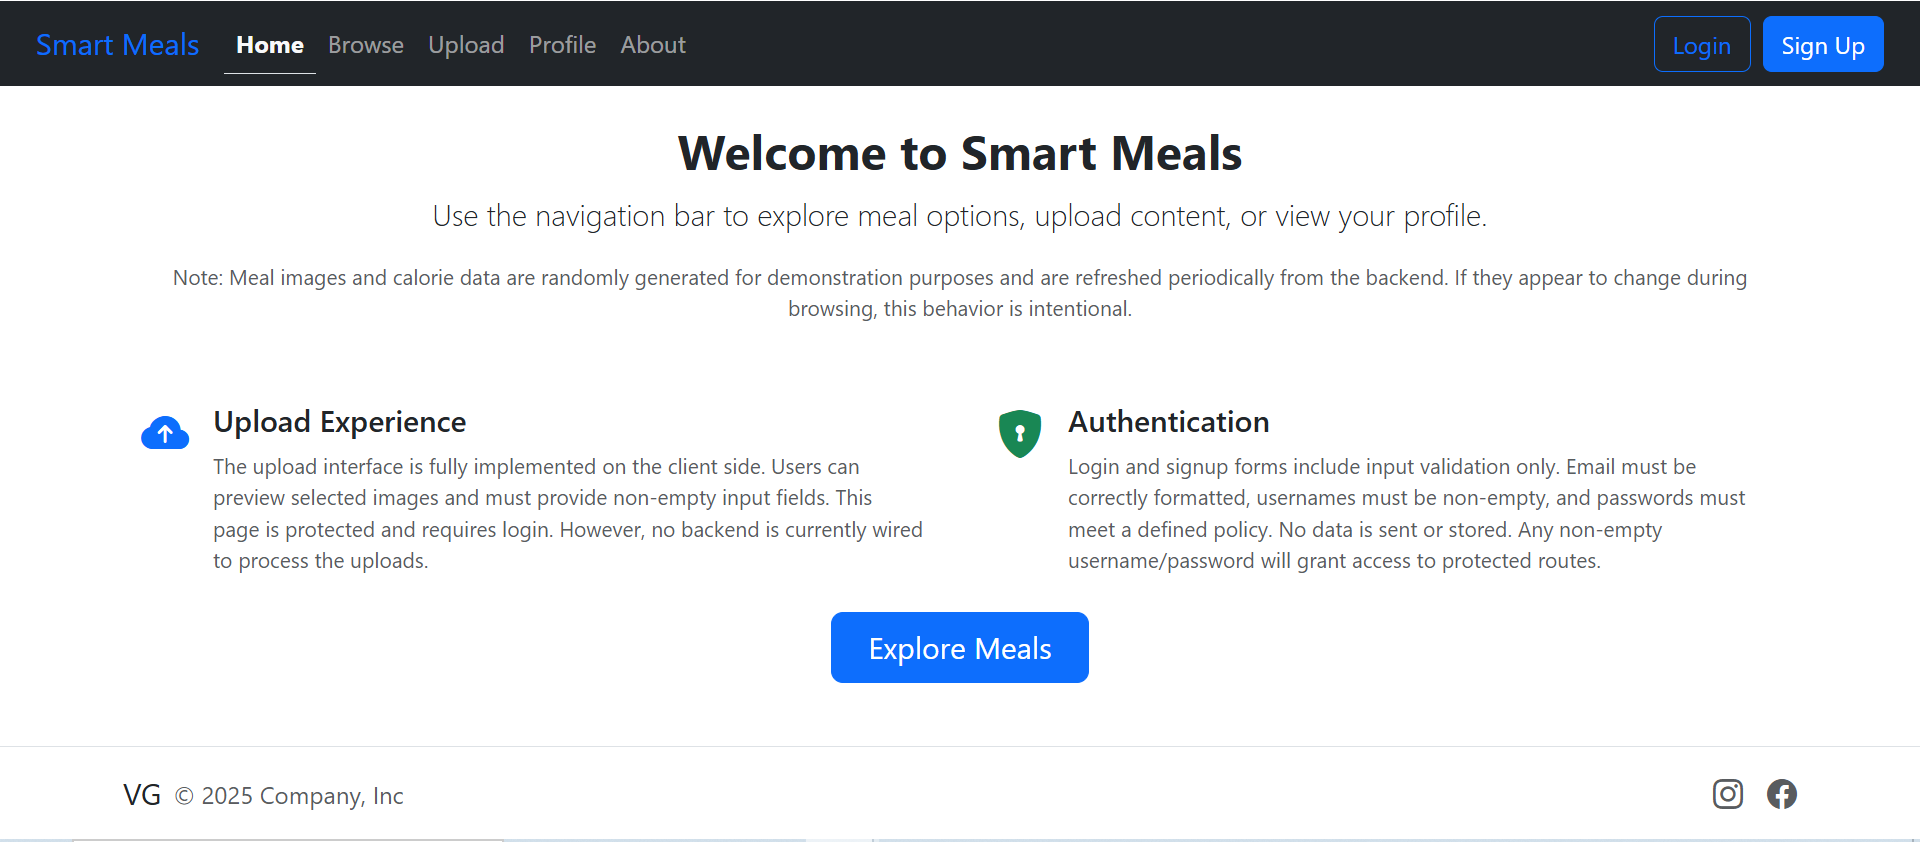 Smart Meals Home Browse Upload Profile About Login Sign Up
Welcome to Smart Meals
Use the navigation bar to explore meal options, upload content, or view your profile.
Note: Meal images and calorie data are randomly generated for demonstration purposes and are refreshed periodically from the backend. If they appear to change during
browsing, this behavior is intentional.
Upload Experience
The upload interface is fully implemented on the client side. Users can
preview selected images and must provide non-empty input fields. This
page is protected and requires login. However, no backend is currently wired
to process the uploads.
Authentication
Login and signup forms include input validation only. Email must be
correctly formatted, usernames must be non-empty, and passwords must
meet a defined policy. No data is sent or stored. Any non-empty
username/password will grant access to protected routes.
Explore Meals
VG © 2025 Company, Inc